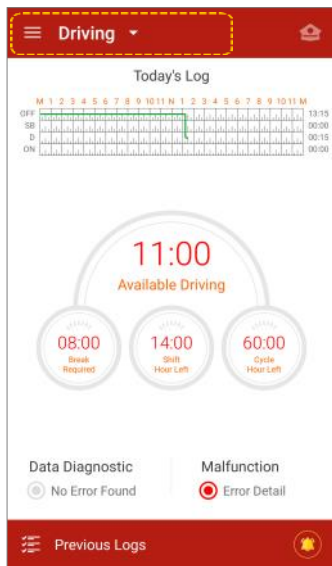 Driving
Today's Log
M 1 2 3 4 5 6 7 8 9 10 11 N 1 2 3 4 5 6 7 8 9 10 11 M
OFF 13:15
SB 00:00
D 00:15
ON 00:00
11:00
Available Driving
08:00 14:00 60:00
Break Shift Cycle
Required Hour Left Hour Left
Data Diagnostic Malfunction
No Error Found Error Detail
Previous Logs